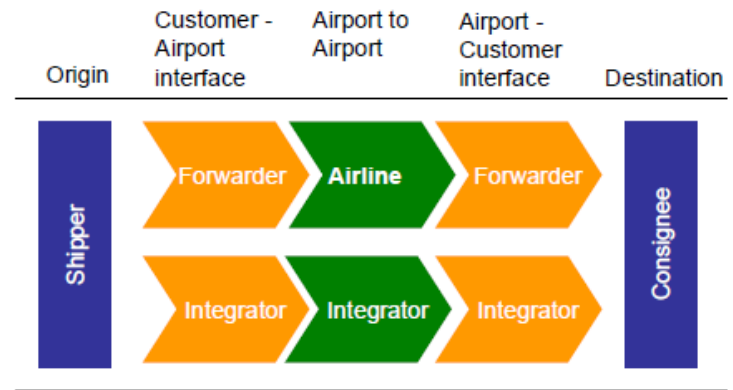 Origin
Customer -
Airport
interface
Airport to
Airport
Airport -
Customer
interface
Destination
Shipper
Forwarder
Airline
Forwarder
Consignee
Integrator
Integrator
Integrator